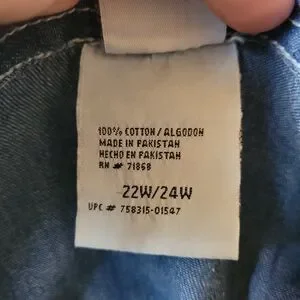 100% COTTON/ALGODON
MADE IN PAKISTAN
HECHO EN PAKISTAN
RN # 71868
22W/24W
UPC # 758315-01547